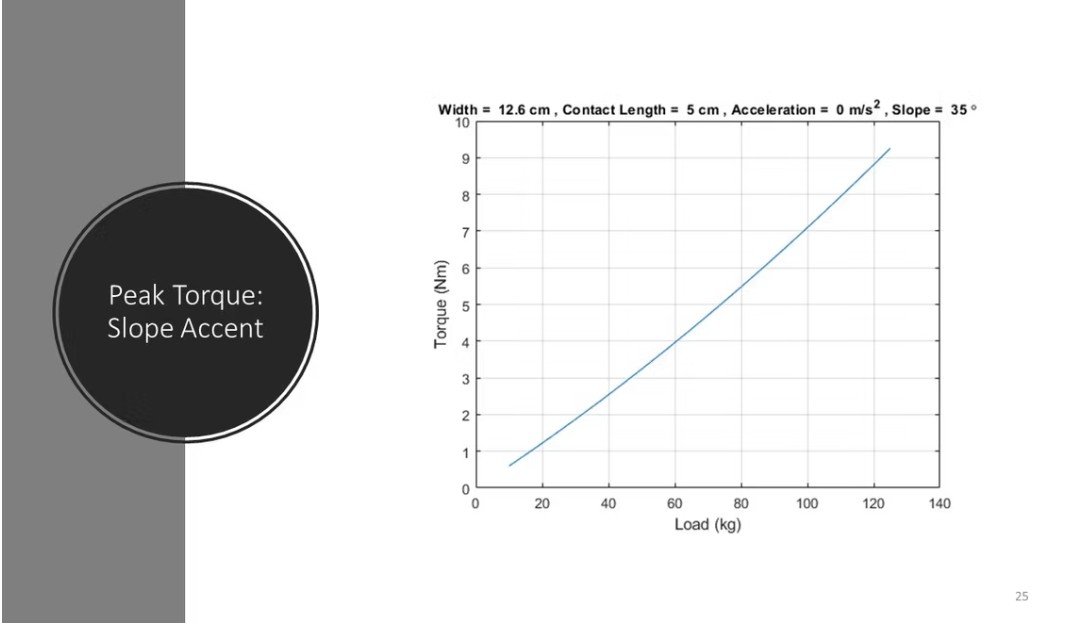 Width = 12.6 cm , Contact Length = 5 cm , Acceleration = 0 m/s² , Slope = 35 °
Peak Torque:
Slope Accent
Torque (Nm)
10
9
8
7
6
5
4
3
2
1
0
0 20 40 60 80 100 120 140
Load (kg)
25